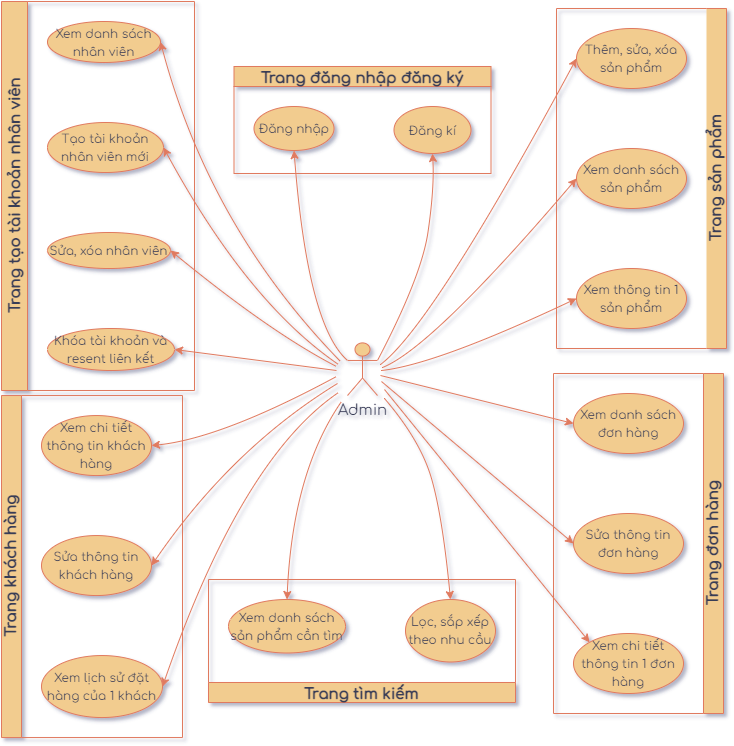 Trang tạo tài khoản nhân viên
Xem danh sách
nhân viên
Tạo tài khoản
nhân viên mới
Sửa, xóa nhân viên
Khóa tài khoản và
resent liên kết
Trang đăng nhập đăng ký
Đăng nhập
Đăng kí
Trang sản phẩm
Thêm, sửa, xóa
sản phẩm
Xem danh sách
sản phẩm
Xem thông tin 1
sản phẩm
Admin
Trang khách hàng
Xem chi tiết
thông tin khách
hàng
Sửa thông tin
khách hàng
Xem lịch sử đặt
hàng của 1 khách
Xem danh sách
sản phẩm cần tìm
Lọc, sắp xếp
theo nhu cầu
Trang tìm kiếm
Trang đơn hàng
Xem danh sách
đơn hàng
Sửa thông tin
đơn hàng
Xem chi tiết
thông tin 1 đơn
hàng